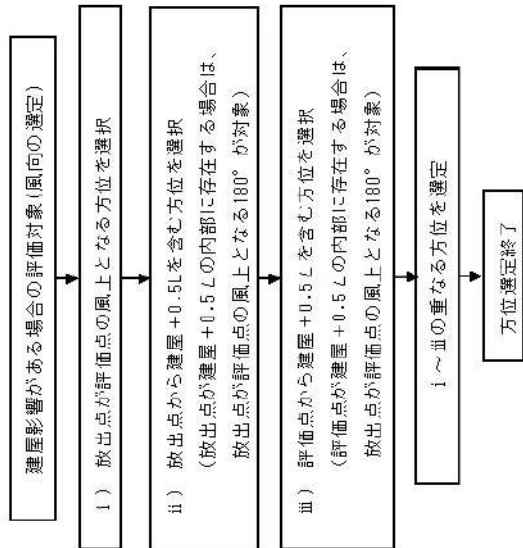 建屋影響がある場合の評価対象(風向の選定)
i) 放出点が評価点の風上となる方位を選択
ii) 放出点から建屋+0.5Lを含む方位を選択
(放出点が建屋+0.5Lの内部に存在する場合は、
放出点が評価点の風上となる180°が対象)
iii) 評価点から建屋+0.5Lを含む方位を選択
(評価点が建屋+0.5Lの内部に存在する場合は、
放出点が評価点の風上となる180°が対象)
i~iiiの重なる方位を選定
方位選定終了